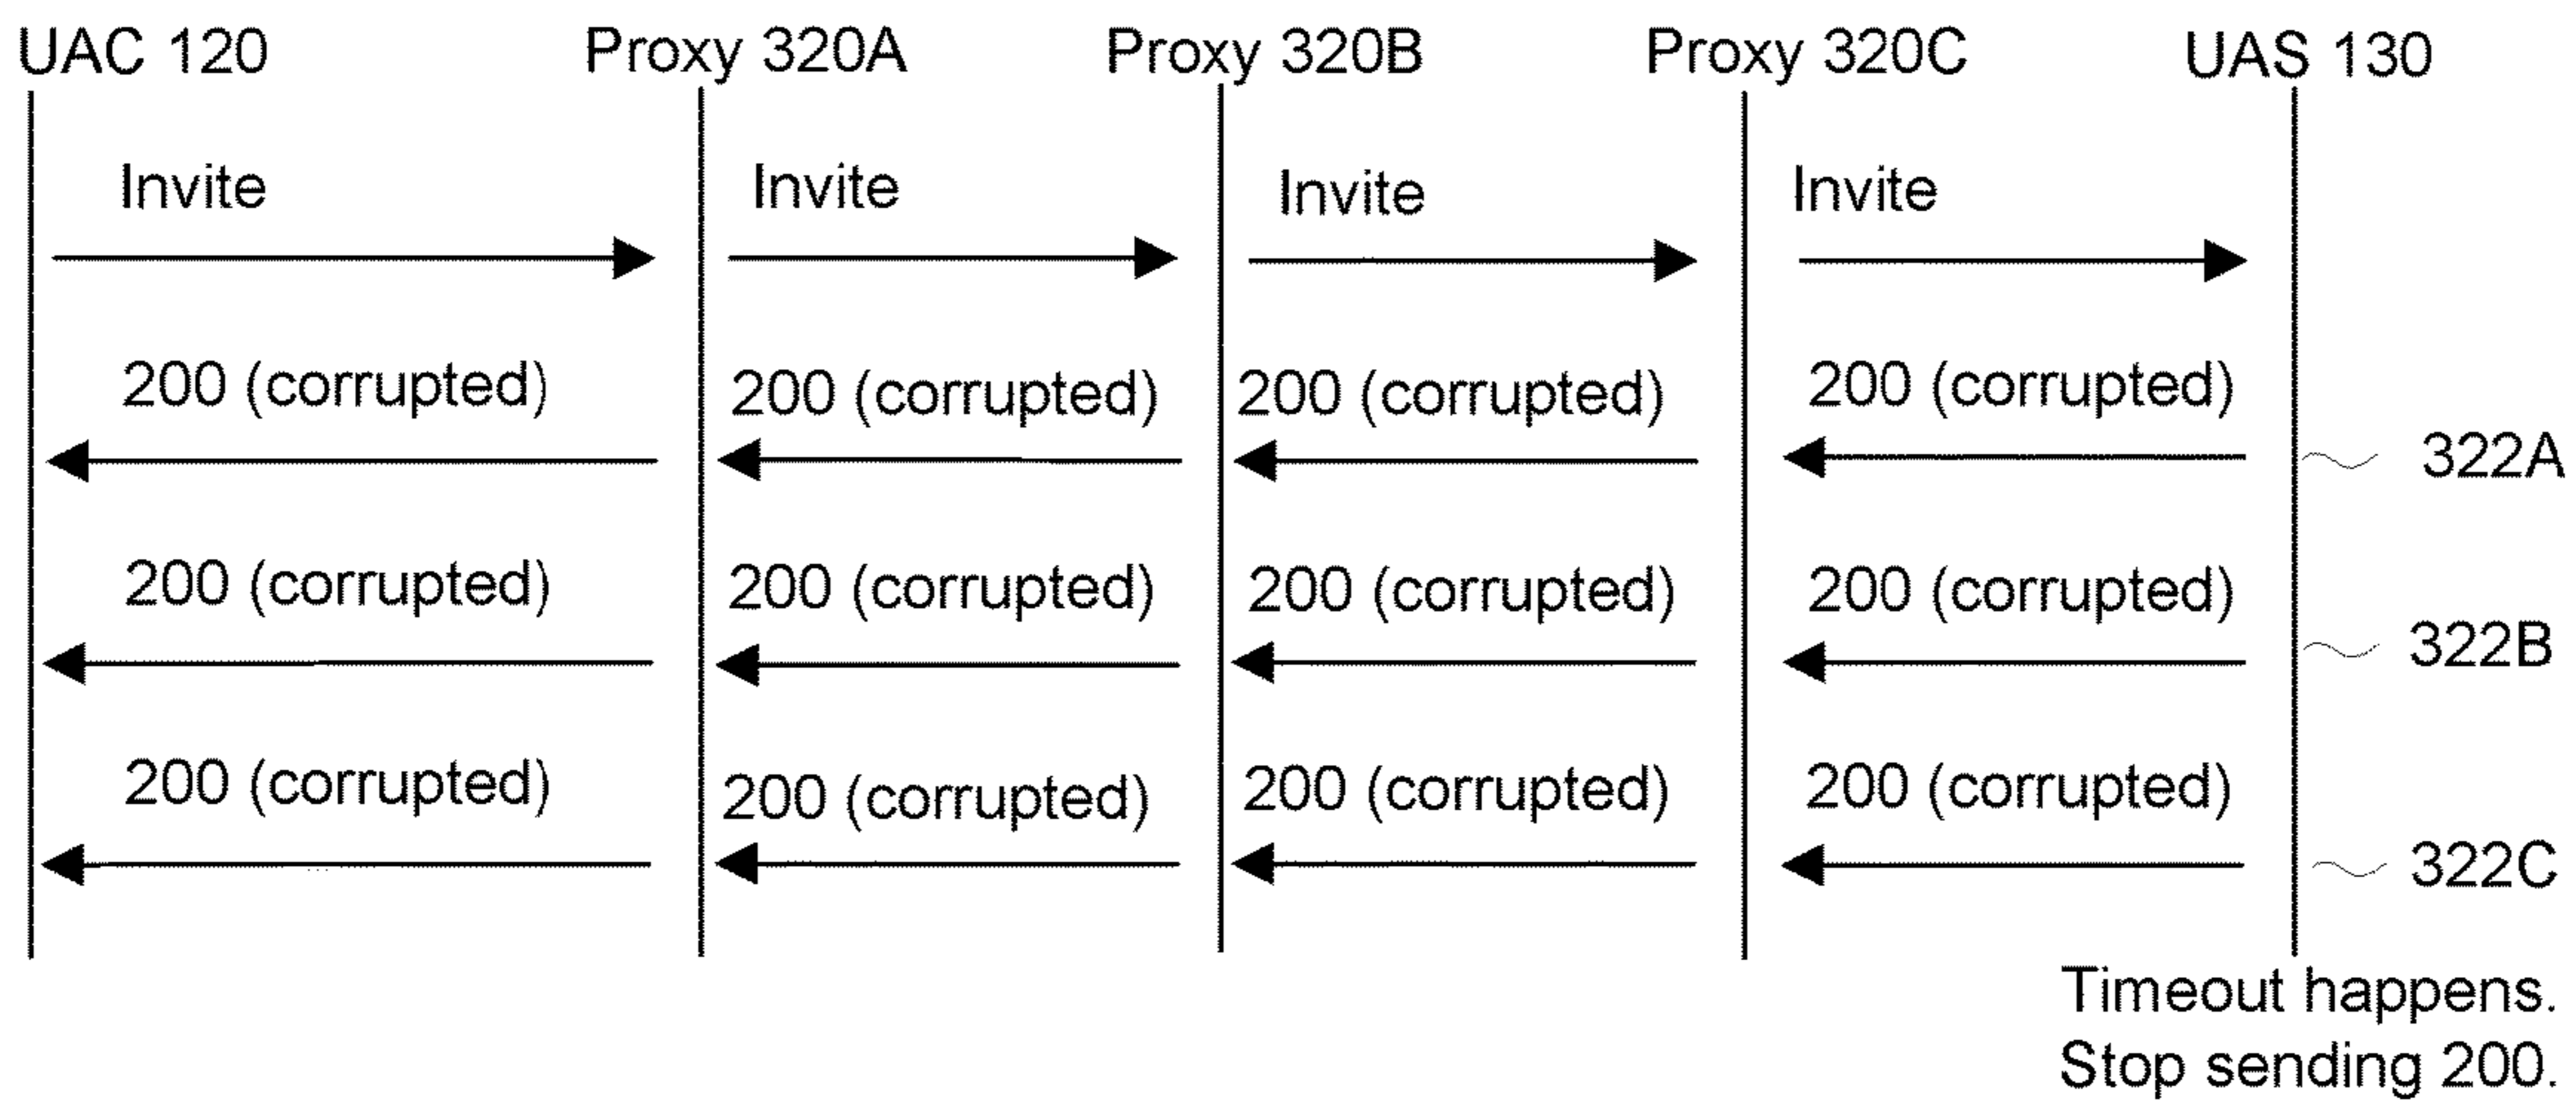 UAC 120 Proxy 320A Proxy 320B Proxy 320C UAS 130
Invite Invite Invite Invite
200 (corrupted) 200 (corrupted) 200 (corrupted) 200 (corrupted)
322A
200 (corrupted) 200 (corrupted) 200 (corrupted) 200 (corrupted)
322B
200 (corrupted) 200 (corrupted) 200 (corrupted) 200 (corrupted)
322C
Timeout happens.
Stop sending 200.